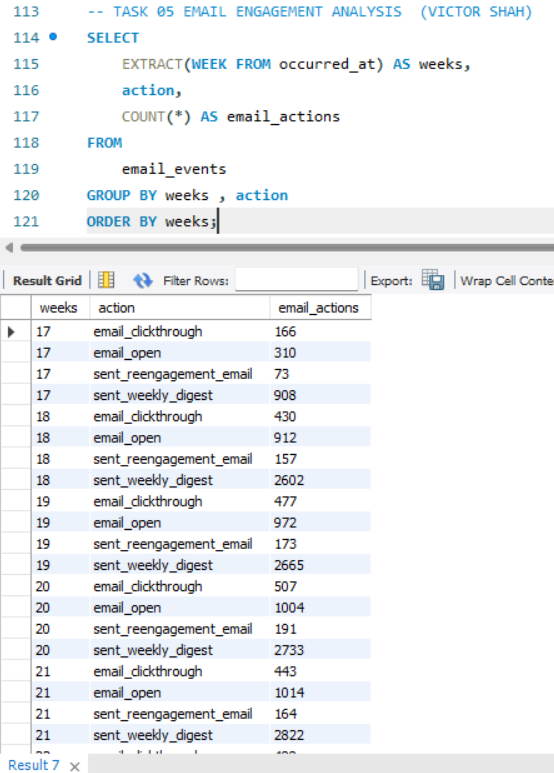 113 -- TASK 05 EMAIL ENGAGEMENT ANALYSIS (VICTOR SHAH)
114 SELECT
115 EXTRACT(WEEK FROM occurred_at) AS weeks,
116 action,
117 COUNT(*) AS email_actions
118 FROM
119 email_events
120 GROUP BY weeks , action
121 ORDER BY weeks;
Result Grid Filter Rows: Export: Wrap Cell Conte
weeks action email_actions
17 email_clickthrough 166
17 email_open 310
17 sent_reengagement_email 73
17 sent_weekly_digest 908
18 email_clickthrough 430
18 email_open 912
18 sent_reengagement_email 157
18 sent_weekly_digest 2602
19 email_clickthrough 477
19 email_open 972
19 sent_reengagement_email 173
19 sent_weekly_digest 2665
20 email_clickthrough 507
20 email_open 1004
20 sent_reengagement_email 191
20 sent_weekly_digest 2733
21 email_clickthrough 443
21 email_open 1014
21 sent_reengagement_email 164
21 sent_weekly_digest 2822
Result 7